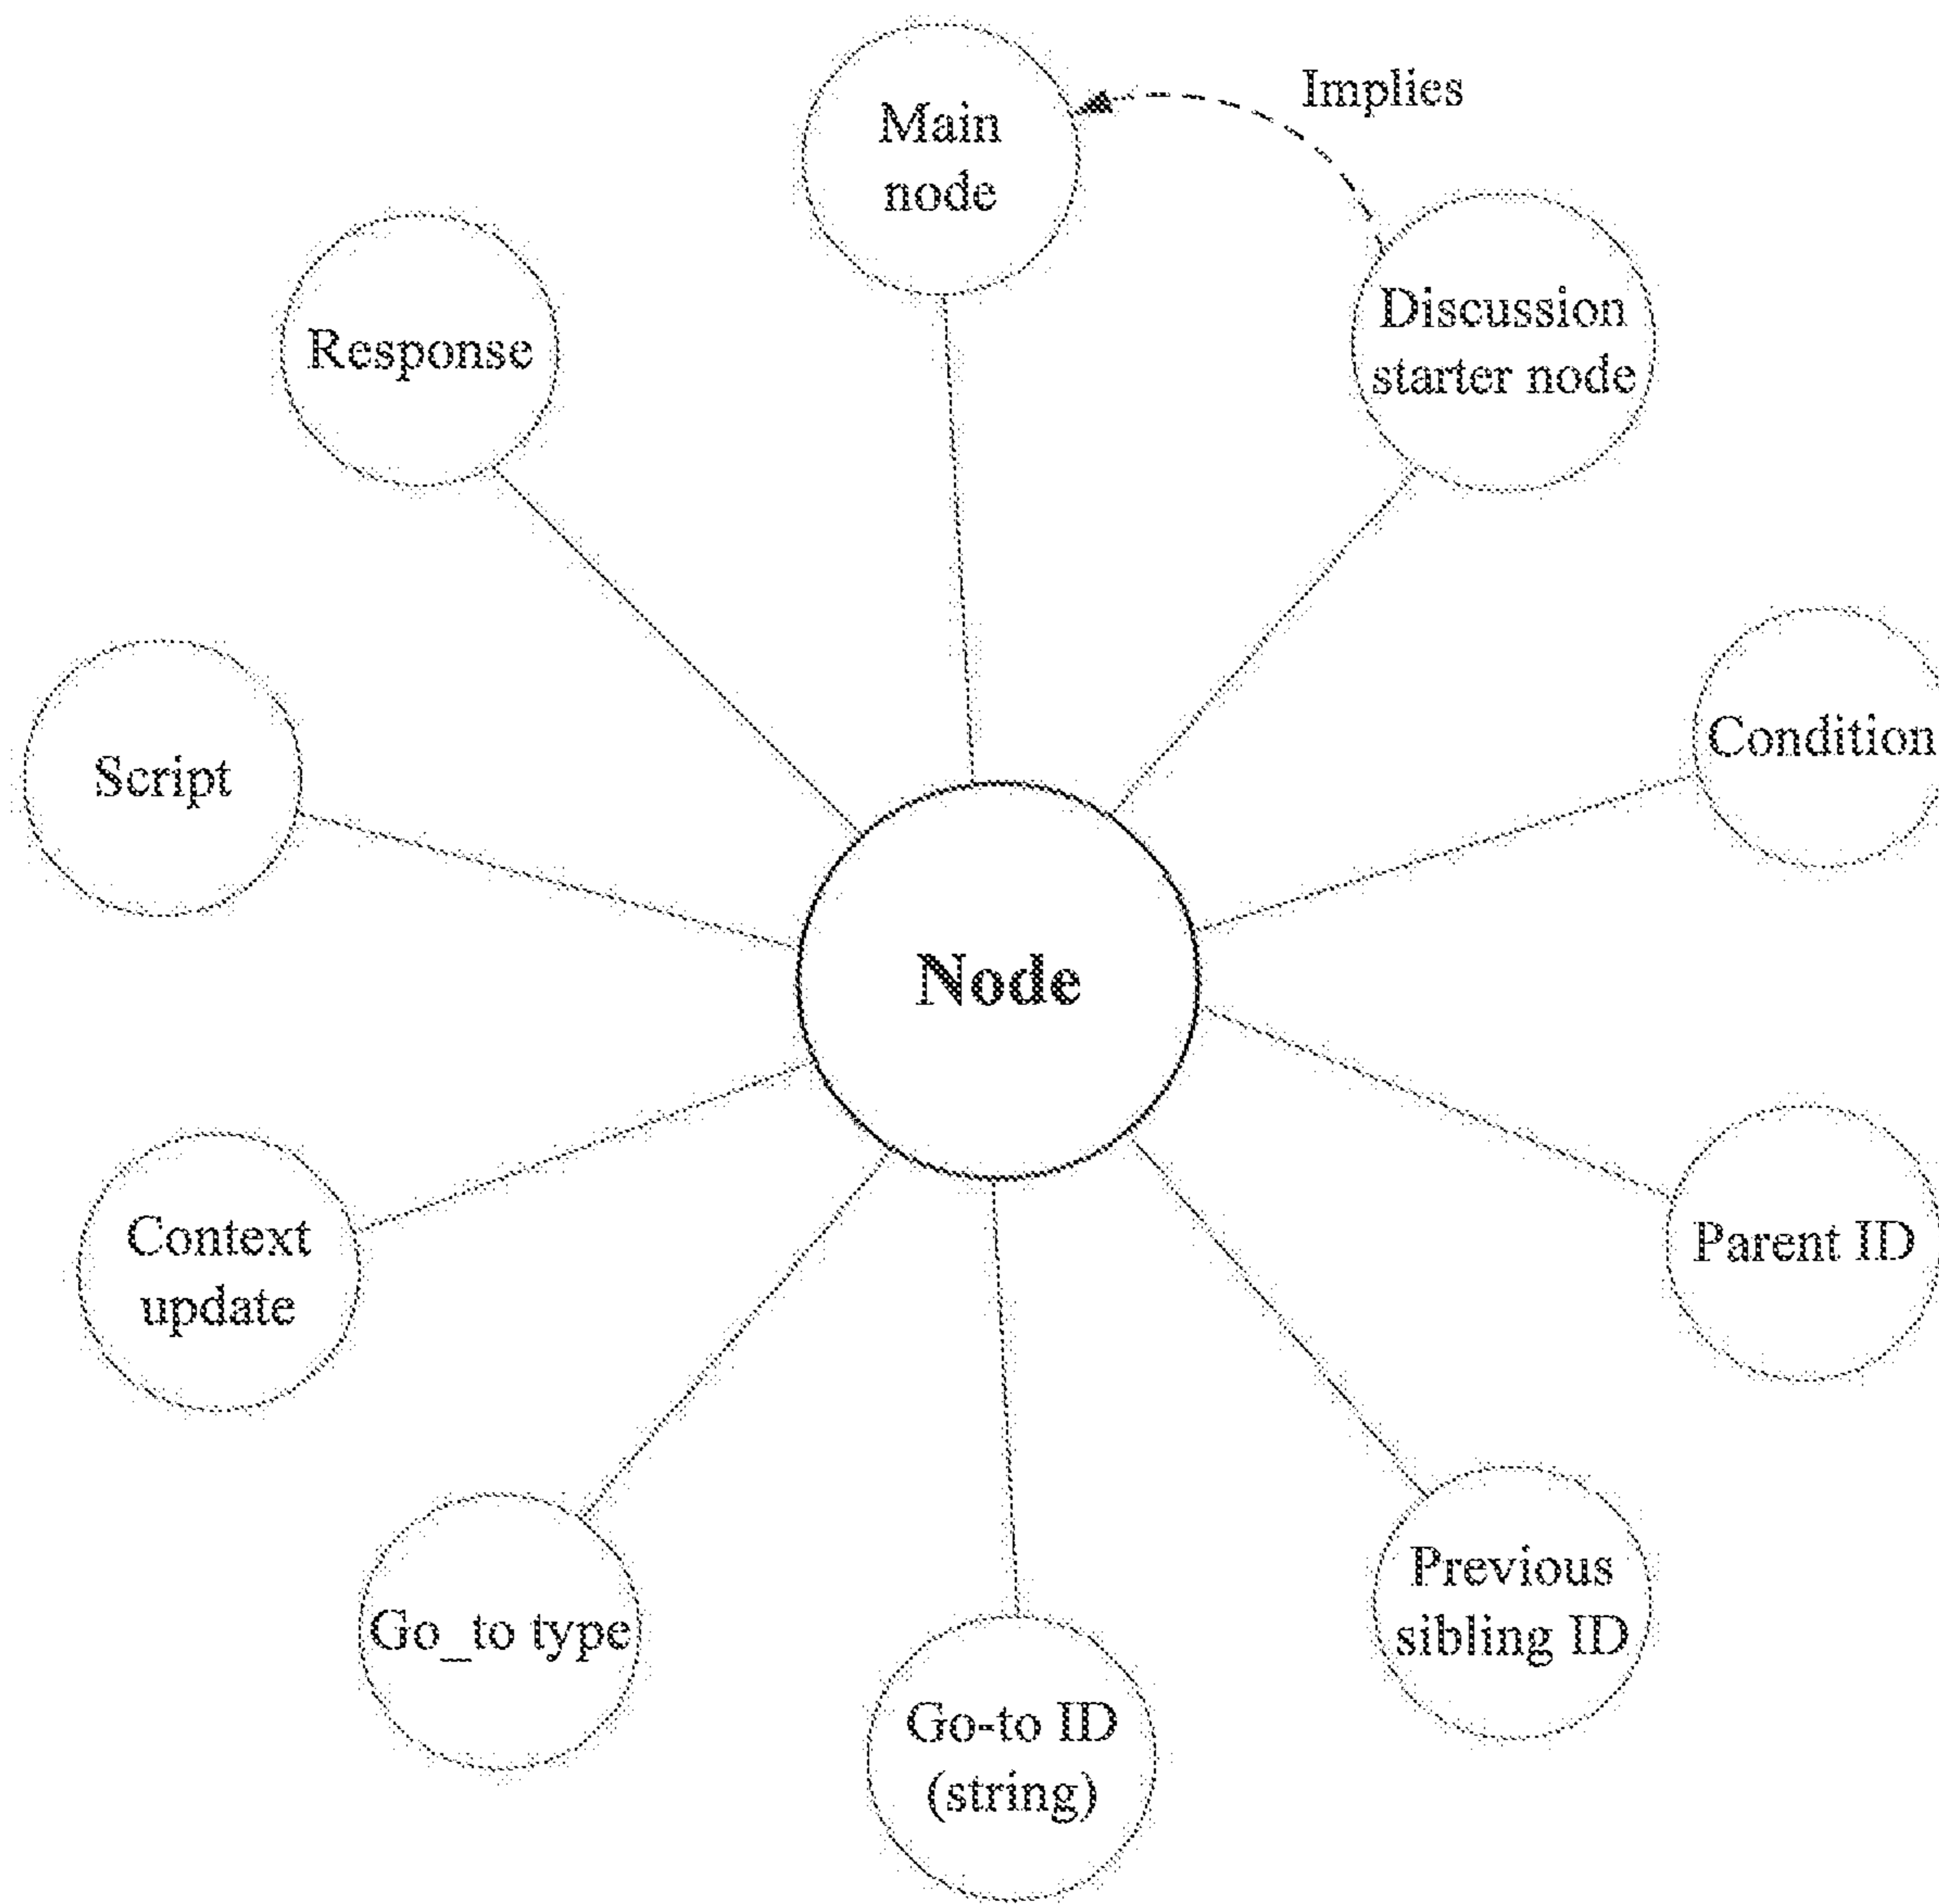 Main
node
Implies
Discussion
starter node
Response
Condition
Script
Node
Parent ID
Context
update
Previous
sibling ID
Go_to type
Go-to ID
(string)